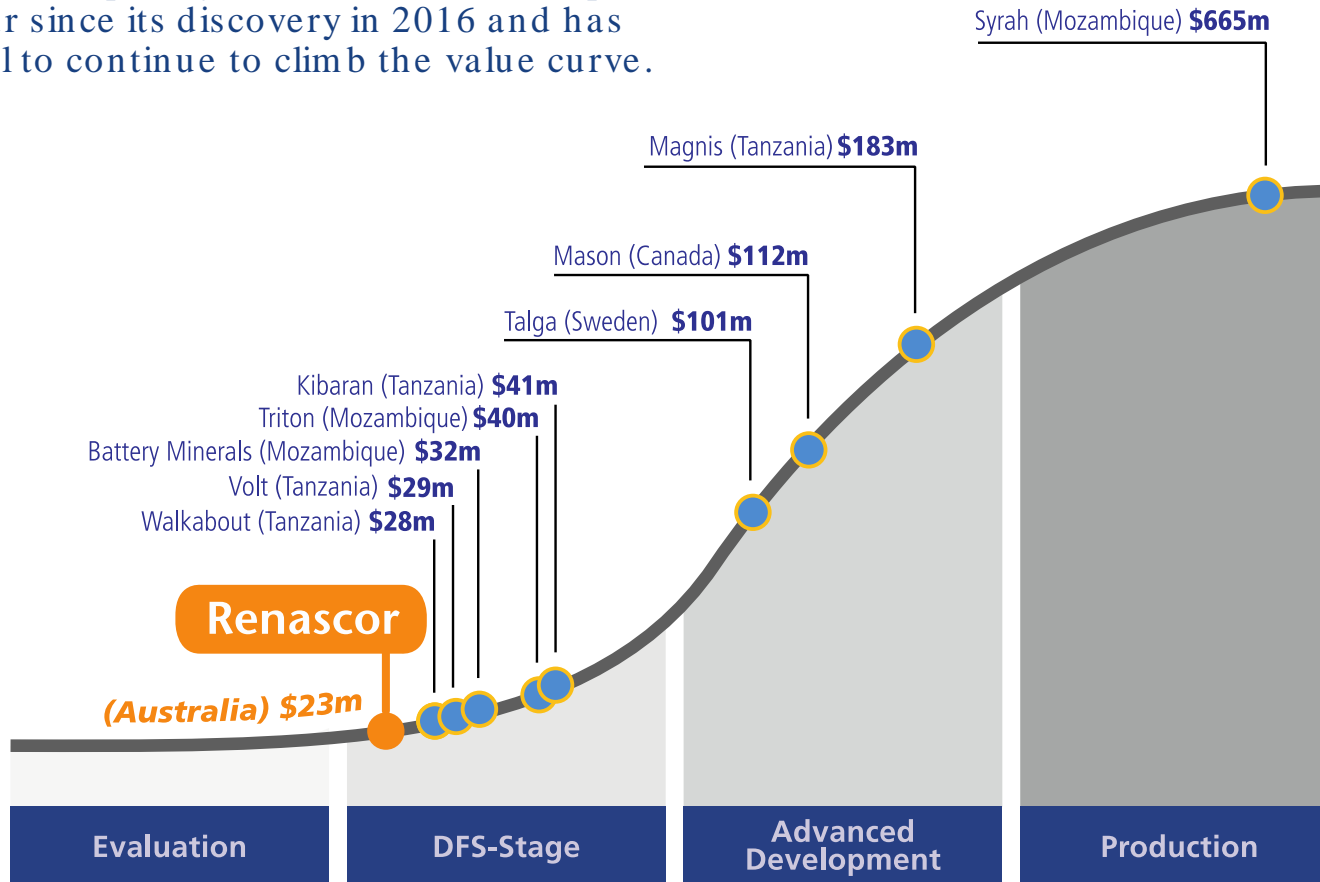 r since its discovery in 2016 and has
l to continue to climb the value curve.
Syrah (Mozambique) $665m
Magnis (Tanzania) $183m
Mason (Canada) $112m
Talga (Sweden) $101m
Kibaran (Tanzania) $41m
Triton (Mozambique) $40m
Battery Minerals (Mozambique) $32m
Volt (Tanzania) $29m
Walkabout (Tanzania) $28m
Renascor
(Australia) $23m
Evaluation
DFS-Stage
Advanced
Development
Production